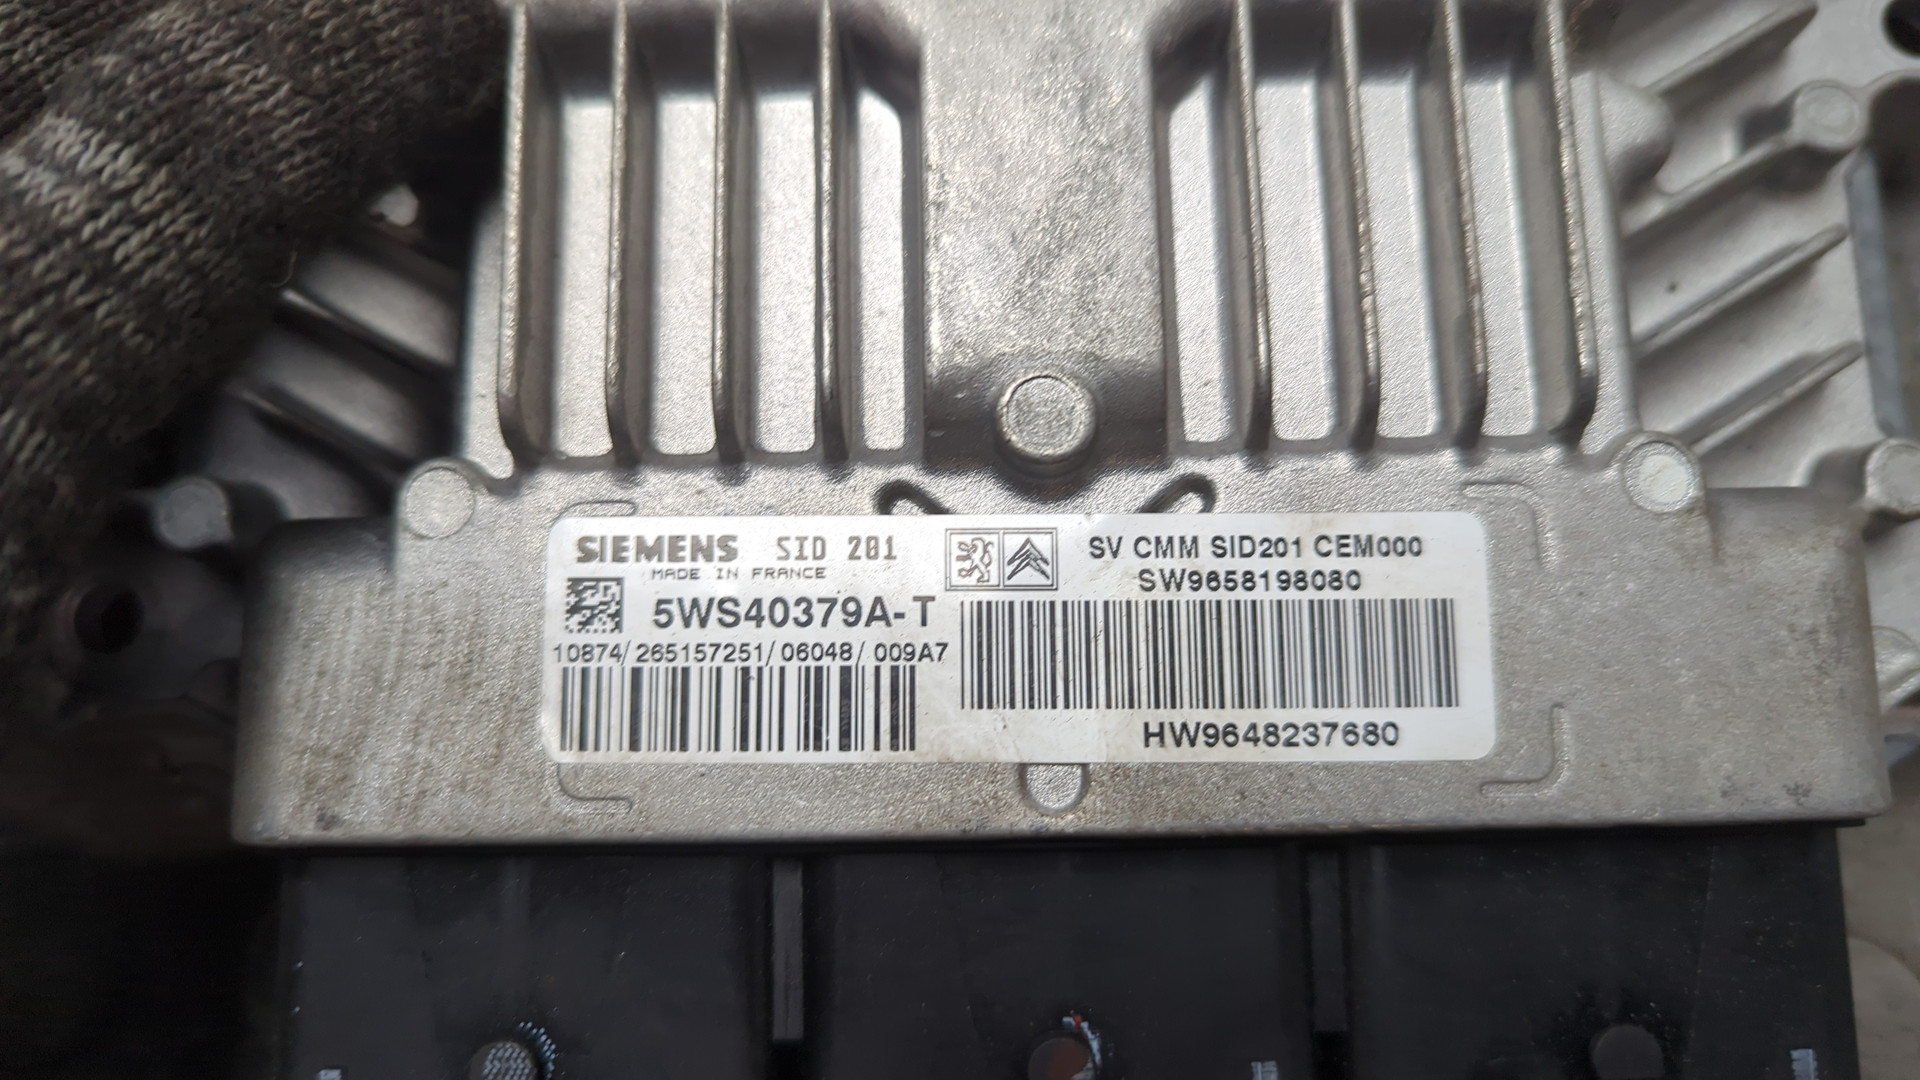 SIEMENS SID 201
MADE IN FRANCE
5WS40379A-T
10874/265157251/06048/009A7
SV CMM SID201 CEM000
SW9658198080
HW9648237680